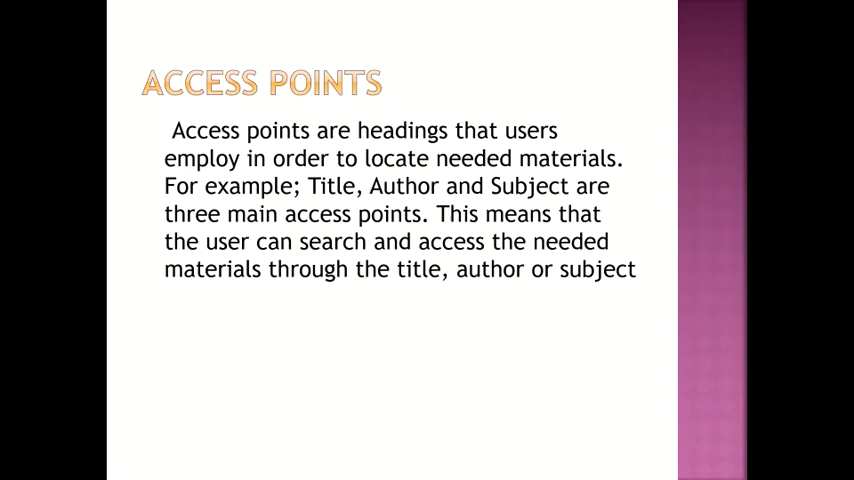 ACCESS POINTS
Access points are headings that users
employ in order to locate needed materials.
For example; Title, Author and Subject are
three main access points. This means that
the user can search and access the needed
materials through the title, author or subject